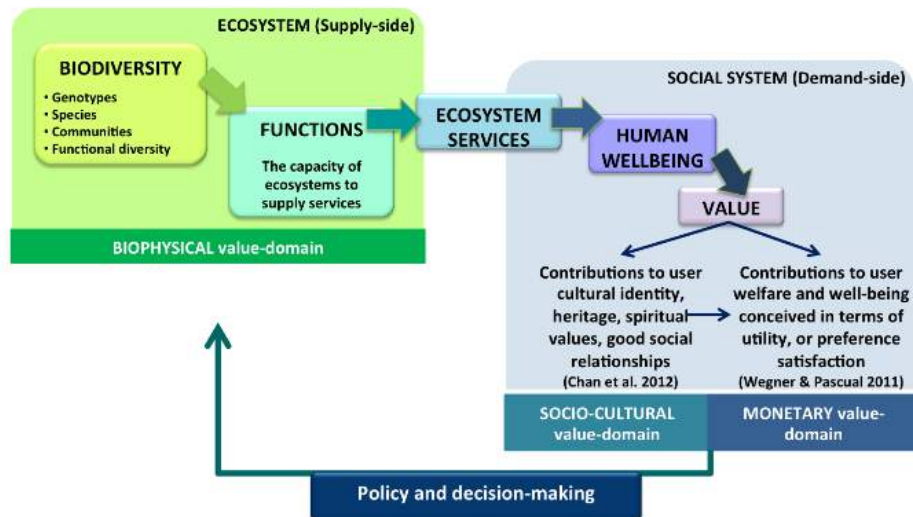 ECOSYSTEM (Supply-side)
BIODIVERSITY
• Genotypes
• Species
• Communities
• Functional diversity
FUNCTIONS
The capacity of
ecosystems to
supply services
BIOPHYSICAL value-domain
ECOSYSTEM
SERVICES
SOCIAL SYSTEM (Demand-side)
HUMAN
WELLBEING
VALUE
Contributions to user
cultural identity,
heritage, spiritual
values, good social
relationships
(Chan et al. 2012)
Contributions to user
welfare and well-being
conceived in terms of
utility, or preference
satisfaction
(Wegner & Pascual 2011)
SOCIO-CULTURAL
value-domain
MONETARY value-
domain
Policy and decision-making